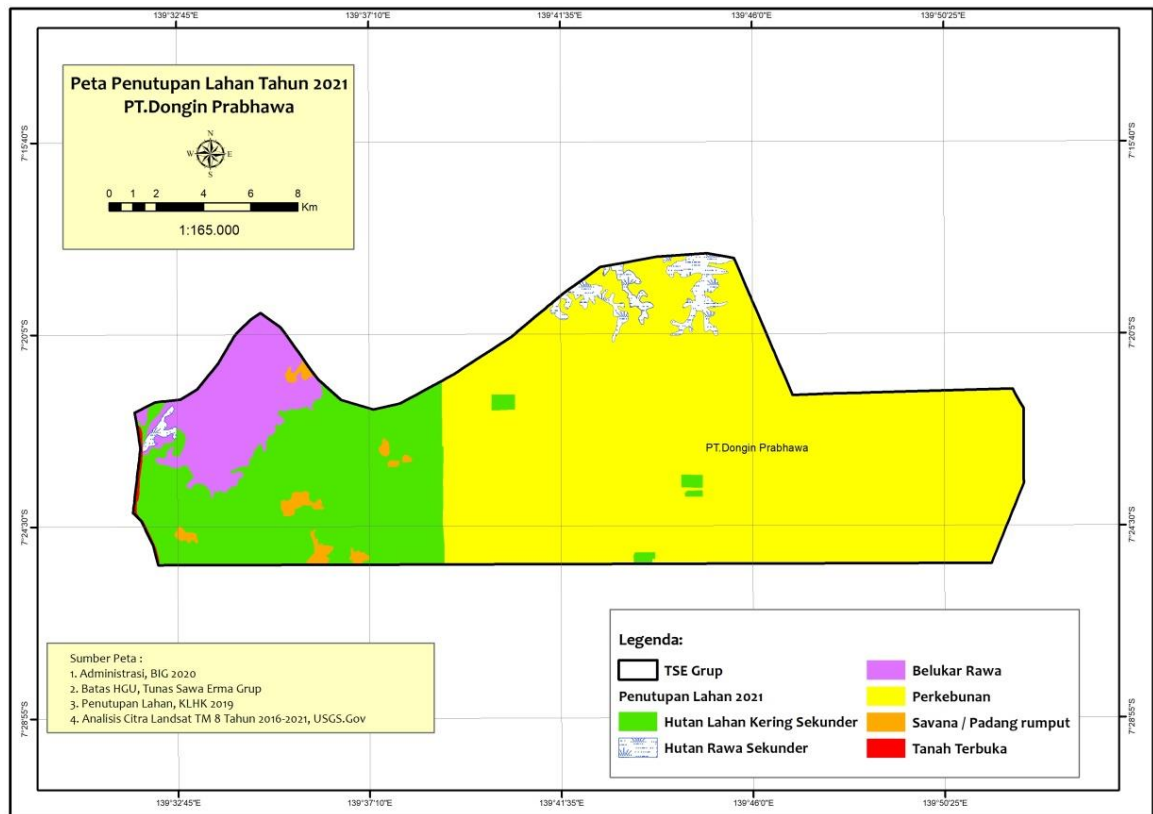 139°32'45"E 139°37'10"E 139°41'35"E 139°46'0"E 139°50'25"E
Peta Penutupan Lahan Tahun 2021
PT.Dongin Prabhawa
N
W E
S
0 1 2 4 6 8
Km
1:165.000
7°15'40"S 7°15'40"S
7°20'5"S 7°20'5"S
PT.Dongin Prabhawa
7°24'30"S 7°24'30"S
Sumber Peta :
1. Administrasi, BIG 2020
2. Batas HGU, Tunas Sawa Erma Grup
3. Penutupan Lahan, KLHK 2019
4. Analisis Citra Landsat TM 8 Tahun 2016-2021, USGS.Gov
Legenda:
TSE Grup
Penutupan Lahan 2021
Hutan Lahan Kering Sekunder
Hutan Rawa Sekunder
Belukar Rawa
Perkebunan
Savana / Padang rumput
Tanah Terbuka
7°28'55"S 7°28'55"S
139°32'45"E 139°37'10"E 139°41'35"E 139°46'0"E 139°50'25"E